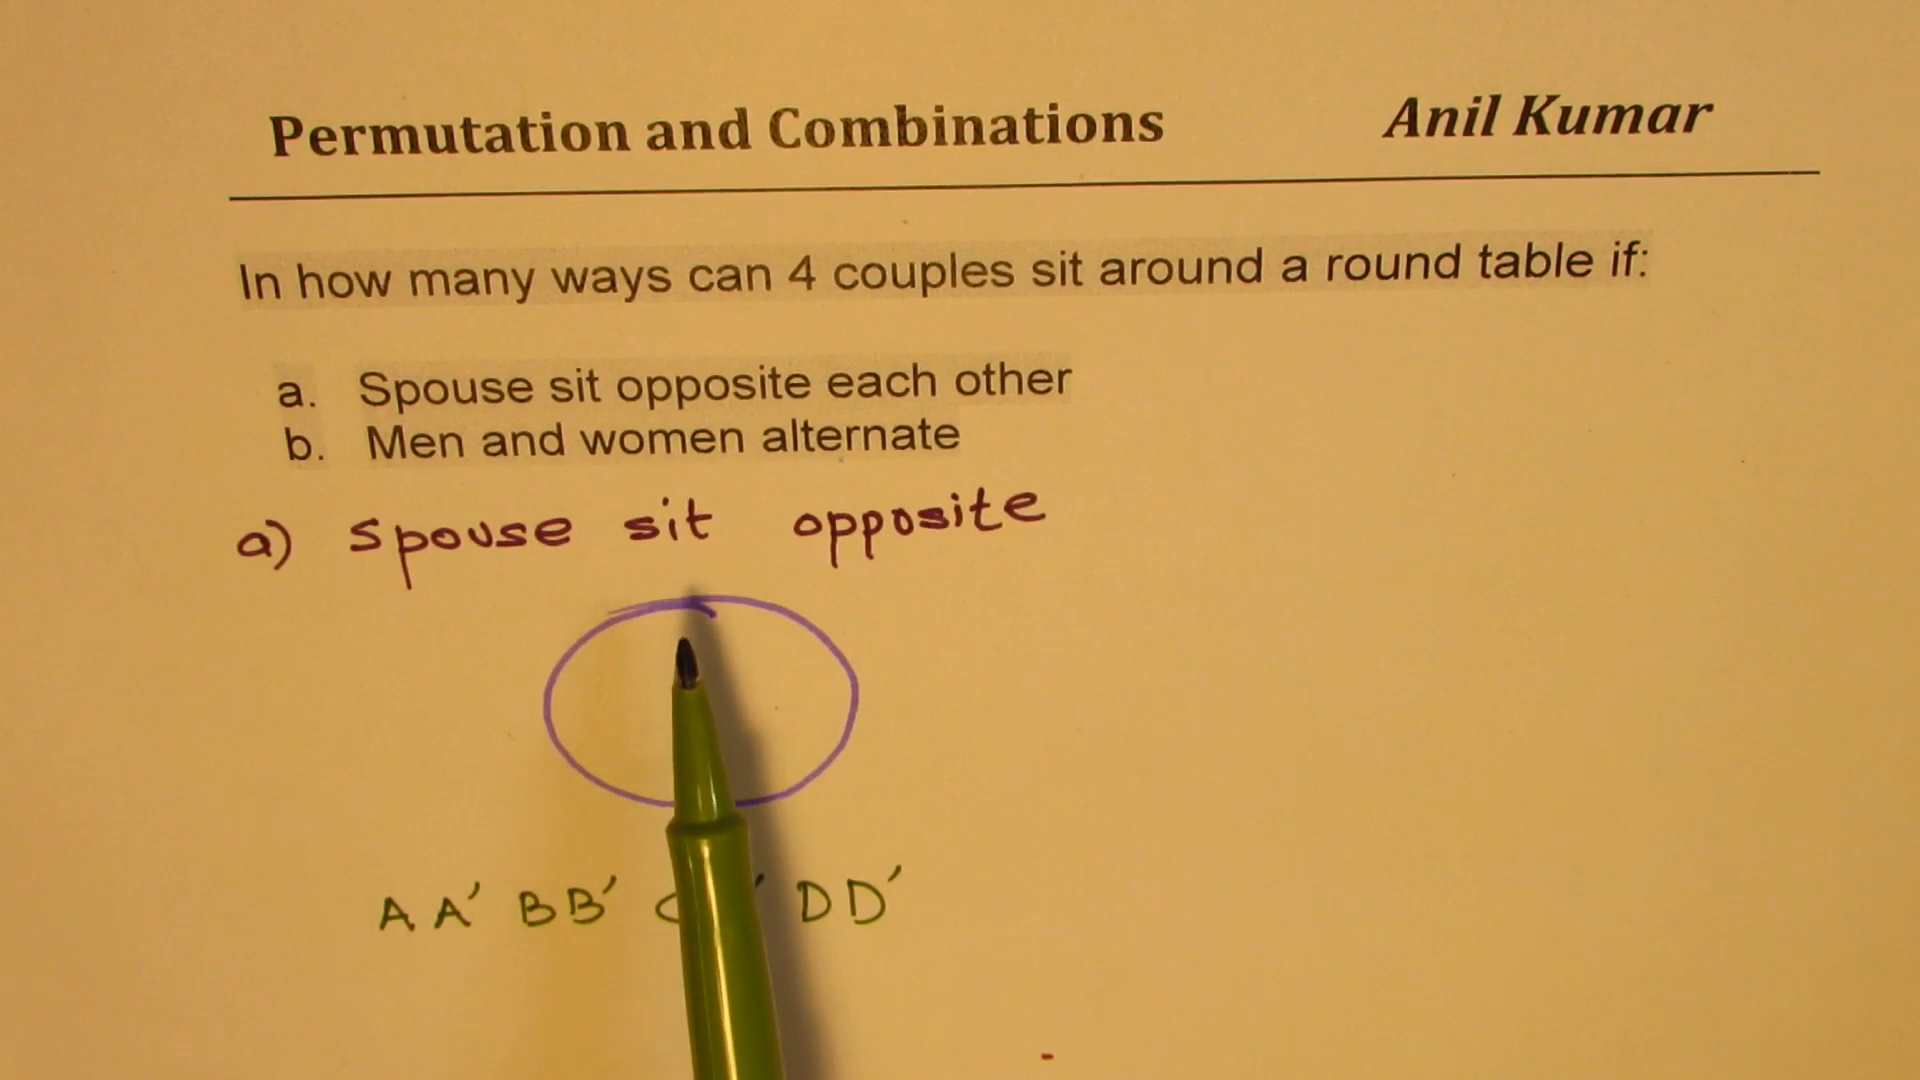 Permutation and Combinations Anil Kumar
In how many ways can 4 couples sit around a round table if:
a. Spouse sit opposite each other
b. Men and women alternate
a) Spouse sit opposite
A A' B B' D D'